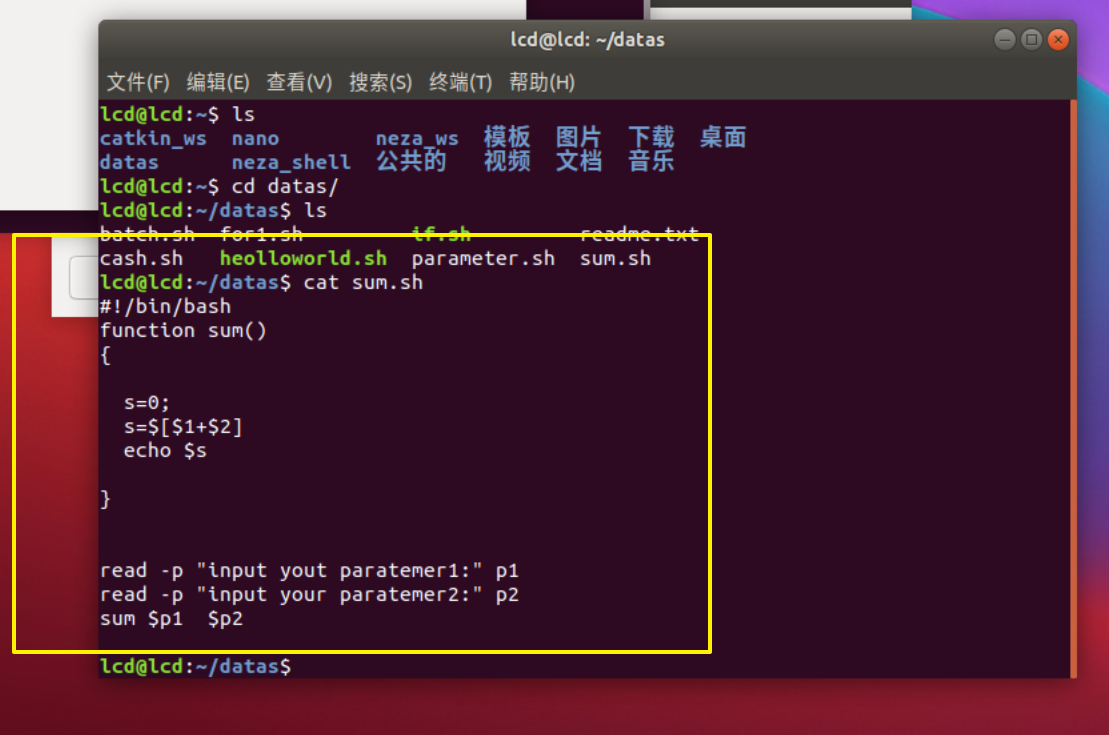 lcd@lcd: ~/datas
文件(F) 编辑(E) 查看(V) 搜索(S) 终端(T) 帮助(H)
lcd@lcd:~$ ls
catkin_ws nano neza_ws 模板 图片 下载 桌面
datas neza_shell 公共的 视频 文档 音乐
lcd@lcd:~$ cd datas/
lcd@lcd:~/datas$ ls
batch.sh for1.sh if.sh readme.txt
cash.sh heolloworld.sh parameter.sh sum.sh
lcd@lcd:~/datas$ cat sum.sh
#!/bin/bash
function sum()
{
s=0;
s=$[$1+$2]
echo $s
}
read -p "input yout paratemer1:" p1
read -p "input your paratemer2:" p2
sum $p1 $p2
lcd@lcd:~/datas$